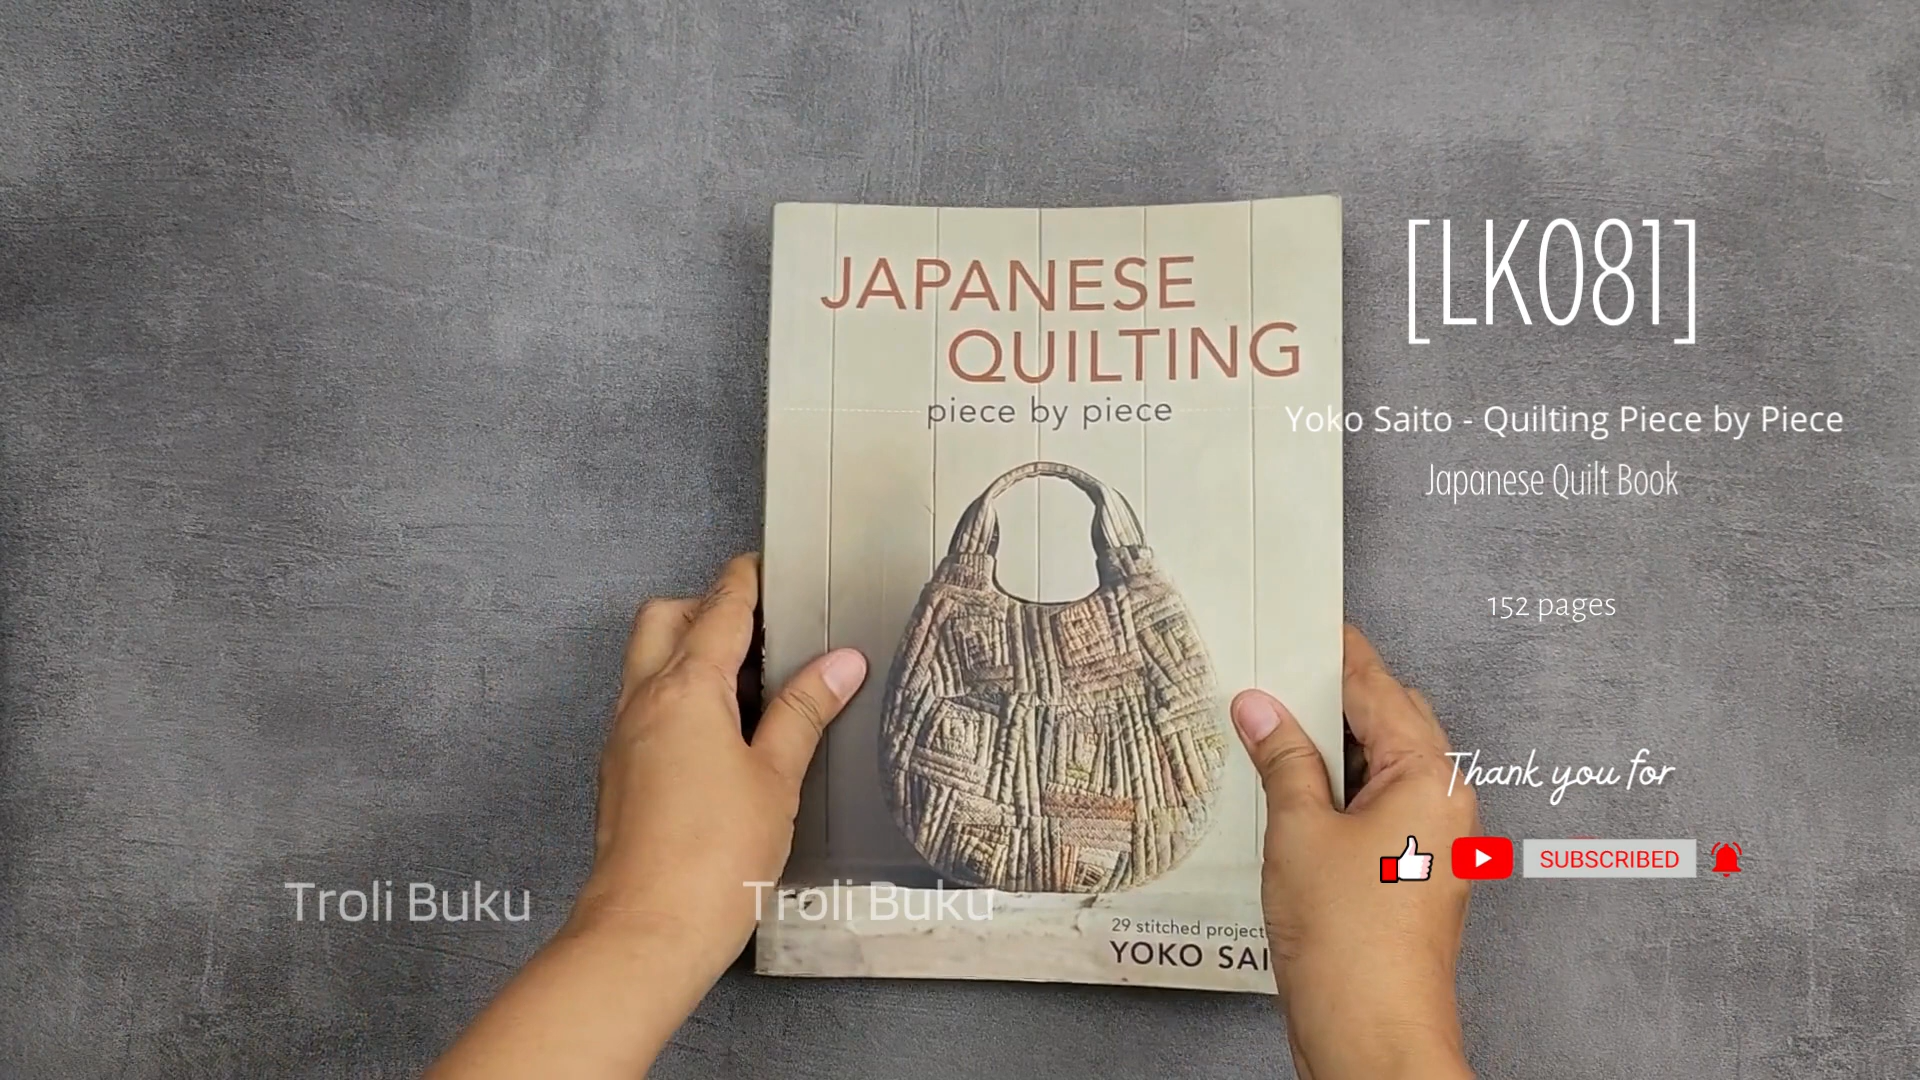 JAPANESE
QUILTING
piece by piece
29 stitched project
YOKO SAI
[LK081]
Yoko Saito - Quilting Piece by Piece
Japanese Quilt Book
152 pages
Thank you for
SUBSCRIBED
Troli Buku
Troli Buku